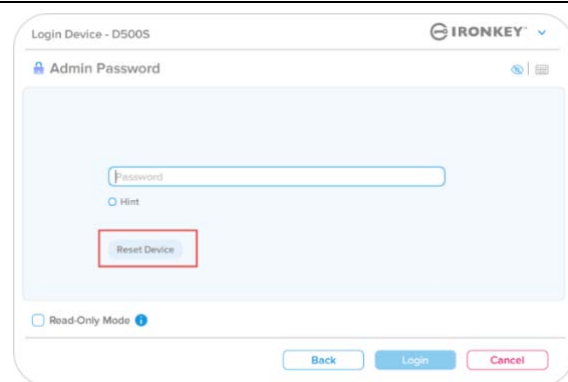 Login Device - D500S
IRONKEY
Admin Password
Password
Hint
Reset Device
Read-Only Mode
Back
Login
Cancel